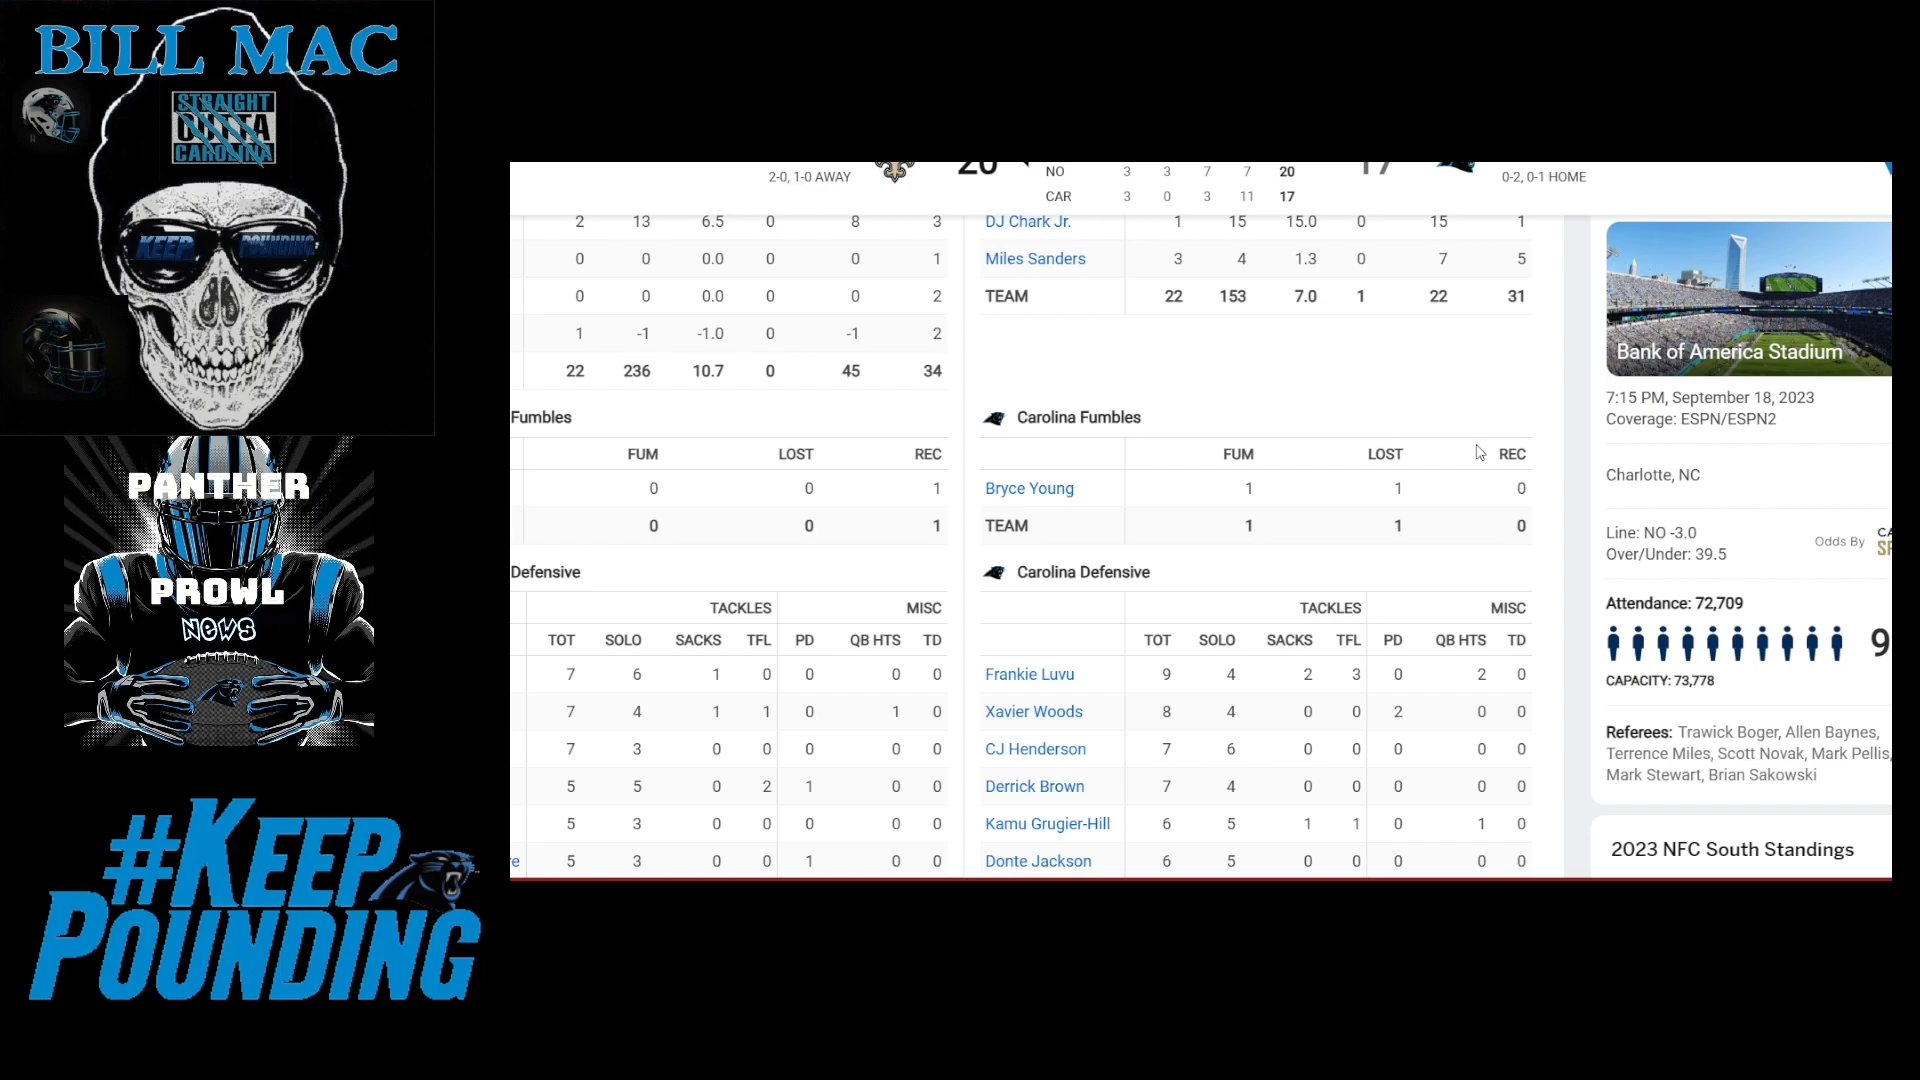 BILL MAC
STRAIGHT
OUTTA
CAROLINA
KEEP POUNDING
PANTHER
PROWL
NEWS
#KEEP
POUNDING
2-0, 1-0 AWAY
20
NO 3 3 7 7 20
CAR 3 0 3 11 17
17
0-2, 0-1 HOME
2 13 6.5 0 8 3
0 0 0.0 0 0 1
0 0 0.0 0 0 2
1 -1 -1.0 0 -1 2
22 236 10.7 0 45 34
DJ Chark Jr. 1 15 15.0 0 15 1
Miles Sanders 3 4 1.3 0 7 5
TEAM 22 153 7.0 1 22 31
Fumbles
FUM LOST REC
0 0 1
0 0 1
Carolina Fumbles
FUM LOST REC
Bryce Young 1 1 0
TEAM 1 1 0
Defensive
TACKLES MISC
TOT SOLO SACKS TFL PD QB HTS TD
7 6 1 0 0 0 0
7 4 1 1 0 1 0
7 3 0 0 0 0 0
5 5 0 2 1 0 0
5 3 0 0 0 0 0
re 5 3 0 0 1 0 0
Carolina Defensive
TACKLES MISC
TOT SOLO SACKS TFL PD QB HTS TD
Frankie Luvu 9 4 2 3 0 2 0
Xavier Woods 8 4 0 0 2 0 0
CJ Henderson 7 6 0 0 0 0 0
Derrick Brown 7 4 0 0 0 0 0
Kamu Grugier-Hill 6 5 1 1 0 1 0
Donte Jackson 6 5 0 0 0 0 0
Bank of America Stadium
7:15 PM, September 18, 2023
Coverage: ESPN/ESPN2
Charlotte, NC
Line: NO -3.0
Over/Under: 39.5
Odds By
Attendance: 72,709
9
CAPACITY: 73,778
Referees: Trawick Boger, Allen Baynes,
Terrence Miles, Scott Novak, Mark Pellis,
Mark Stewart, Brian Sakowski
2023 NFC South Standings